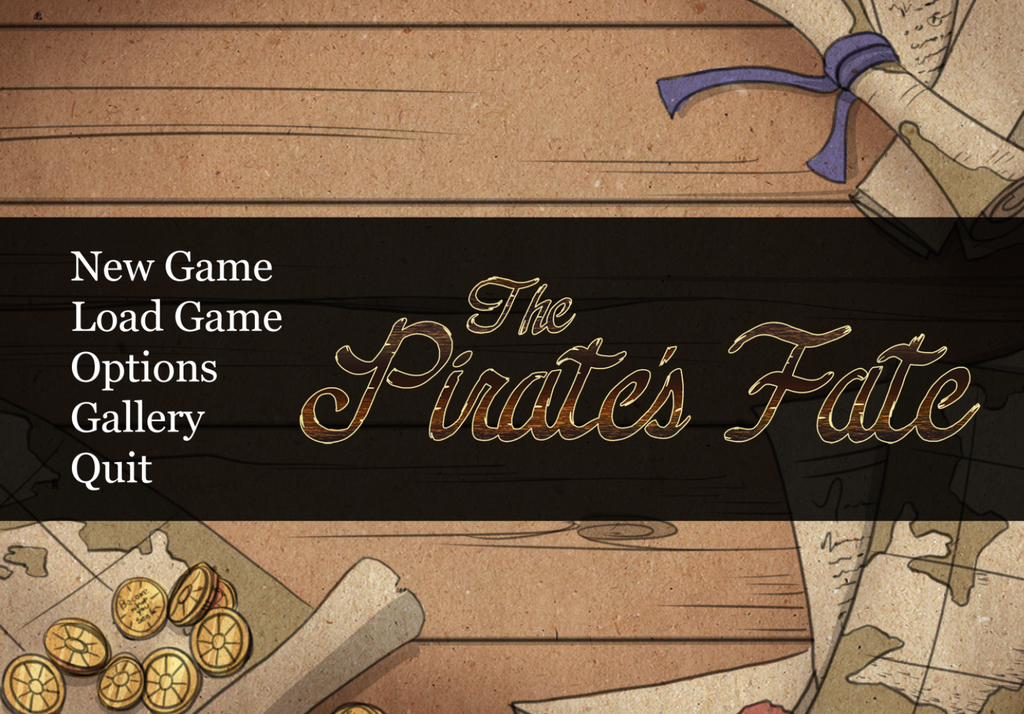 New Game
Load Game
Options
Gallery
Quit
The
Pirate's Fate